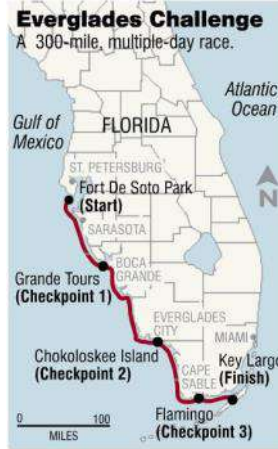 Everglades Challenge
A 300-mile, multiple-day race.
Atlantic
Ocean
Gulf of
Mexico
FLORIDA
ST. PETERSBURG
Fort De Soto Park
(Start)
SARASOTA
N
BOCA
GRANDE
Grande Tours
(Checkpoint 1)
EVERGLADES
CITY
MIAMI
Chokoloskee Island
(Checkpoint 2)
CAPE
SABLE
Key Largo
(Finish)
Flamingo
(Checkpoint 3)
0 100
MILES